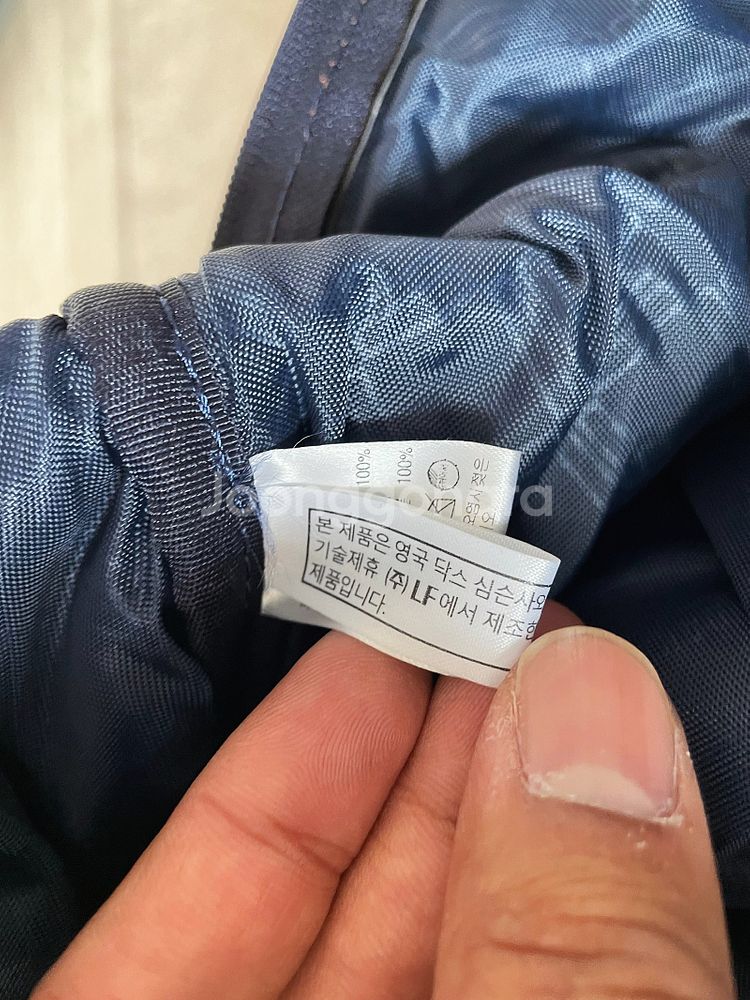 100%
100%
Joonggonara
본 제품은 영국 닥스 심슨사와
기술제휴 (주) LF에서 제조한
제품입니다.